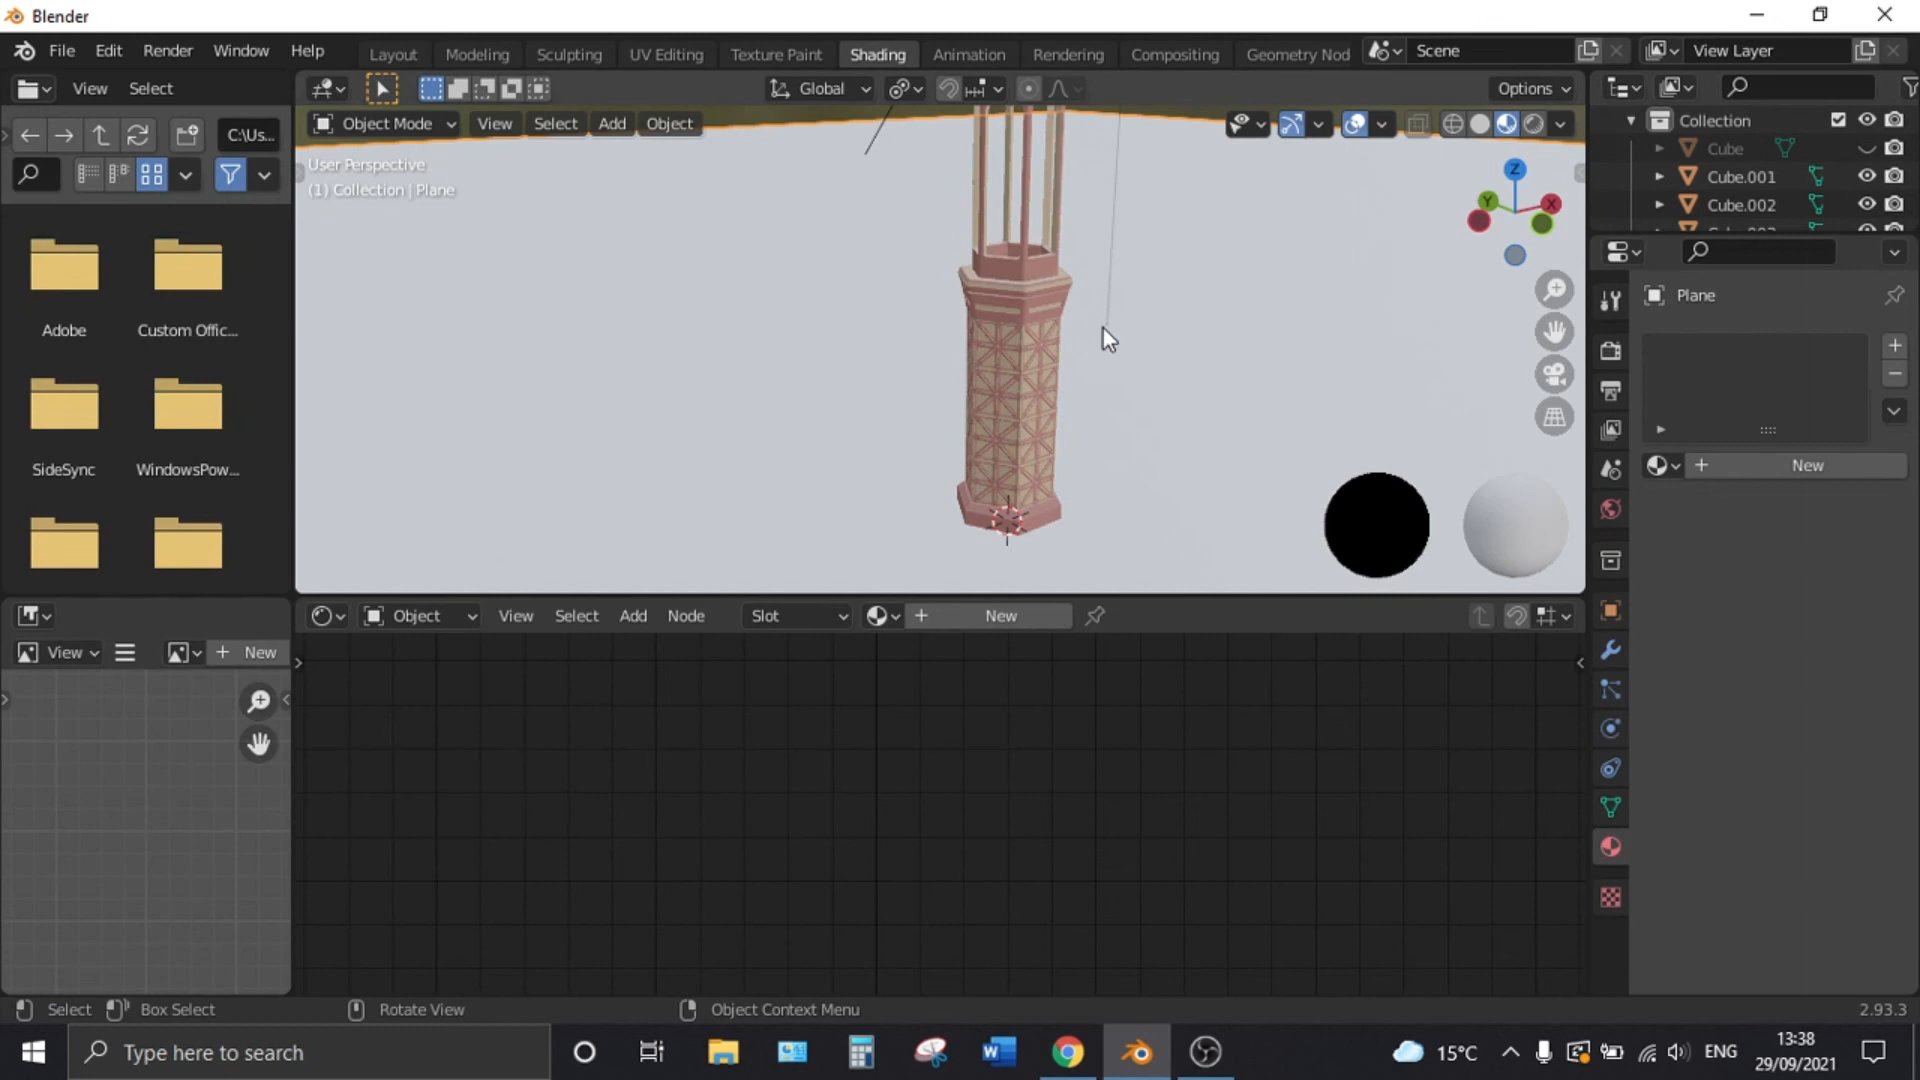 Blender
File Edit Render Window Help
Layout Modeling Sculpting UV Editing Texture Paint Shading Animation Rendering Compositing Geometry Nod
Scene
View Layer
View Select
Global
Options
C:\Us...
Object Mode View Select Add Object
User Perspective
(1) Collection | Plane
Z
Y
X
Collection
Cube
Cube.001
Cube.002
Plane
New
Adobe
Custom Offic...
SideSync
WindowsPow...
Object View Select Add Node Slot New
View New
Select Box Select Rotate View Object Context Menu 2.93.3
Type here to search
15°C ENG
13:38
29/09/2021